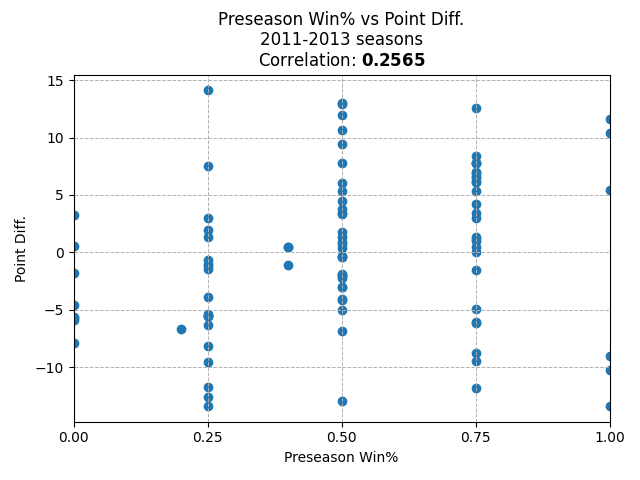 Preseason Win% vs Point Diff.
2011-2013 seasons
Correlation: 0.2565
15
10
5
0
−5
−10
Point Diff.
0.00 0.25 0.50 0.75 1.00
Preseason Win%